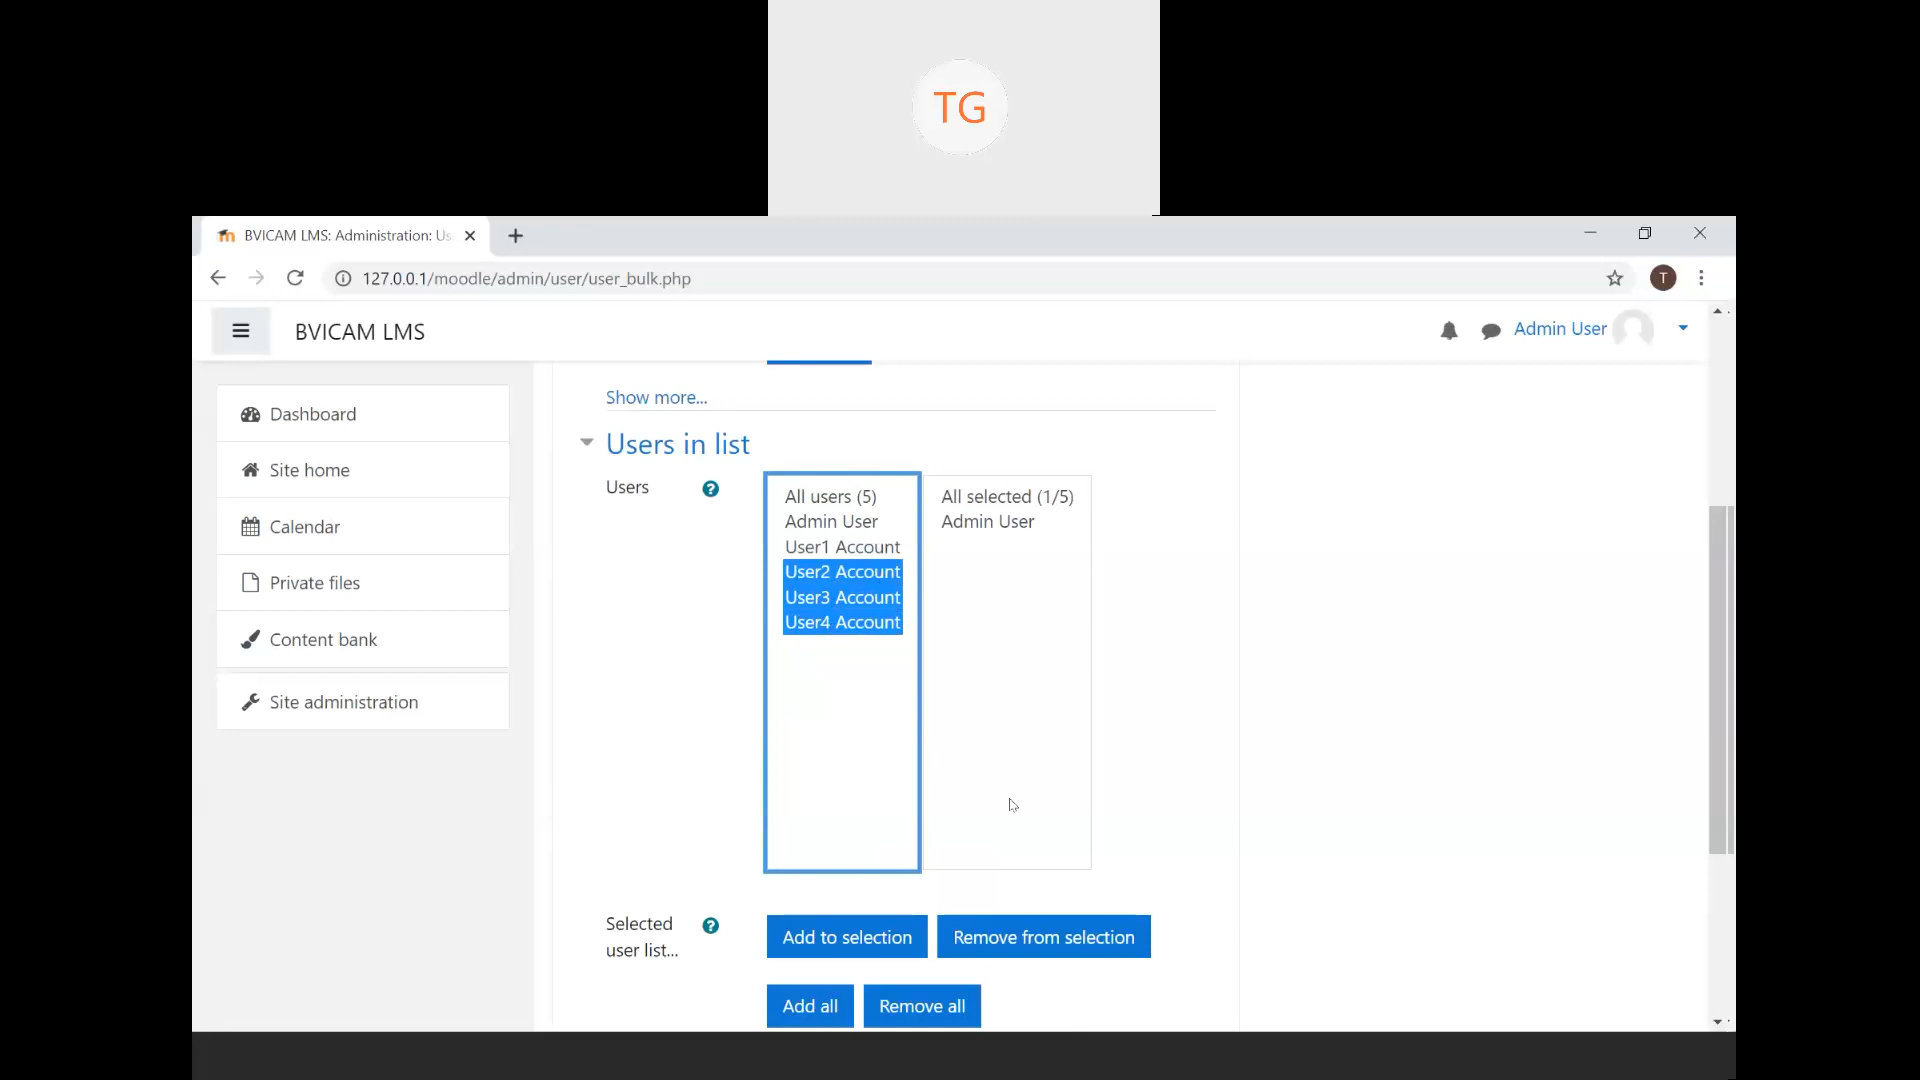 TG
BVICAM LMS: Administration: Us
127.0.0.1/moodle/admin/user/user_bulk.php
T
BVICAM LMS
Admin User
Dashboard
Site home
Calendar
Private files
Content bank
Site administration
Show more...
Users in list
Users
?
All users (5)
Admin User
User1 Account
User2 Account
User3 Account
User4 Account
All selected (1/5)
Admin User
Selected
user list...
?
Add to selection
Remove from selection
Add all
Remove all